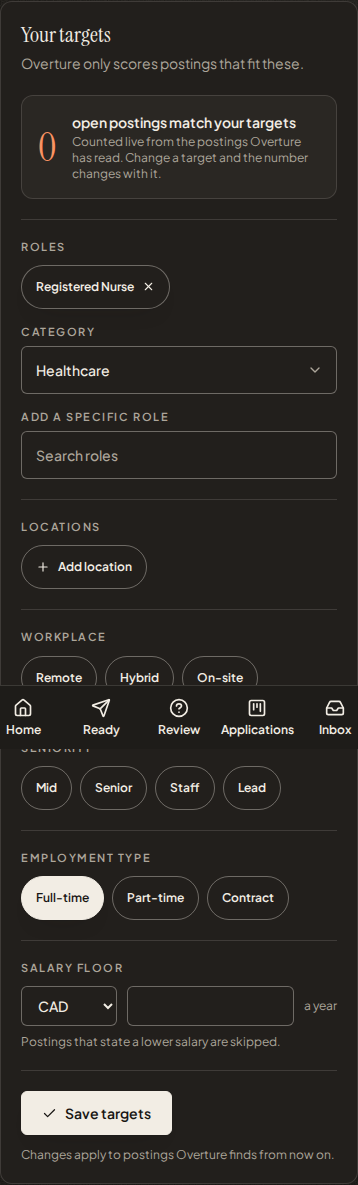 Your targets
Overture only scores postings that fit these.
0
open postings match your targets
Counted live from the postings Overture
has read. Change a target and the number
changes with it.
ROLES
Registered Nurse ×
CATEGORY
Healthcare
ADD A SPECIFIC ROLE
Search roles
LOCATIONS
+ Add location
WORKPLACE
Remote Hybrid On-site
Home Ready Review Applications Inbox
SENIORITY
Mid Senior Staff Lead
EMPLOYMENT TYPE
Full-time Part-time Contract
SALARY FLOOR
CAD a year
Postings that state a lower salary are skipped.
Save targets
Changes apply to postings Overture finds from now on.